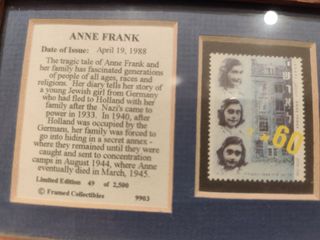 ANNE FRANK
Date of Issue: April 19, 1988
The tragic tale of Anne Frank and
her family has fascinated generations
of people of all ages, races and
religions. Her diary tells her story of
a young Jewish girl from Germany
who had fled to Holland with her
family after the Nazi's came to
power in 1933. In 1940, after
Holland was occupied by the
Germans, her family was forced to
go into hiding in a secret annex -
where they remained until they were
caught and sent to concentration
camps in August 1944, where Anne
eventually died in March, 1945.
Limited Edition 49 of 2,500
© Framed Collectibles
9903
60